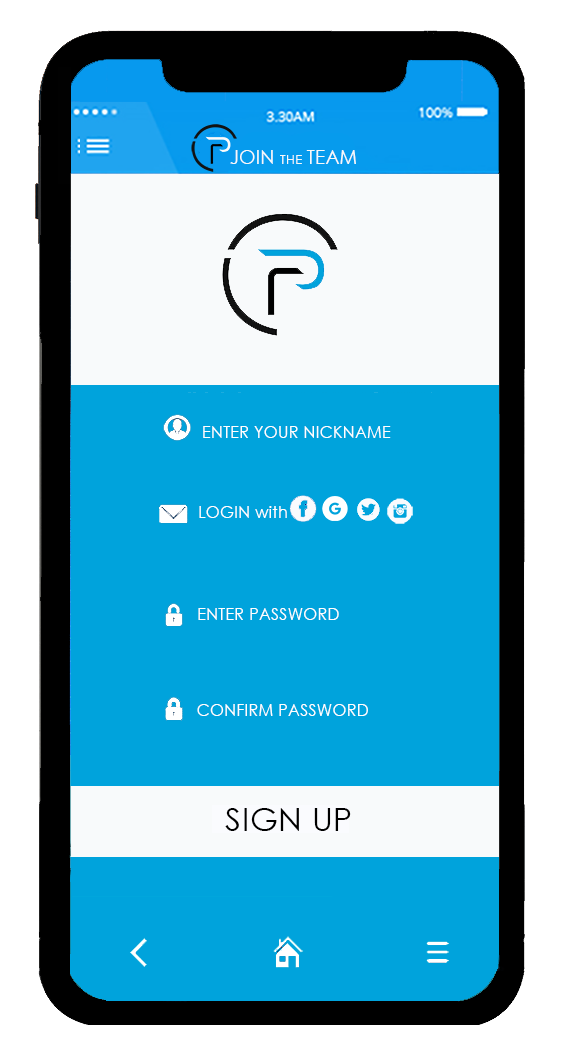 3.30AM
100%
JOIN THE TEAM
ENTER YOUR NICKNAME
LOGIN with
ENTER PASSWORD
CONFIRM PASSWORD
SIGN UP